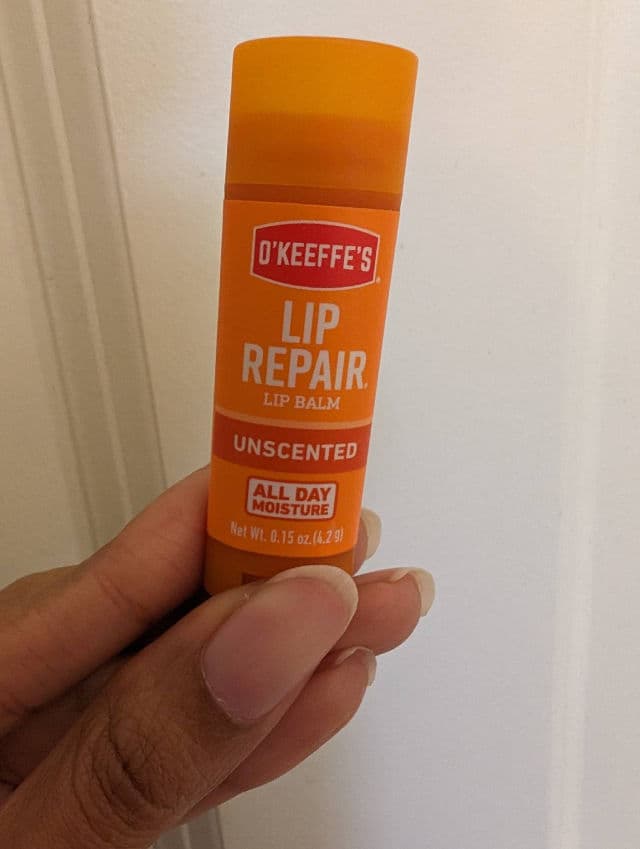 O'KEEFFE'S®
LIP
REPAIR®
LIP BALM
UNSCENTED
ALL DAY
MOISTURE
Net Wt. 0.15 oz.(4.2 g)